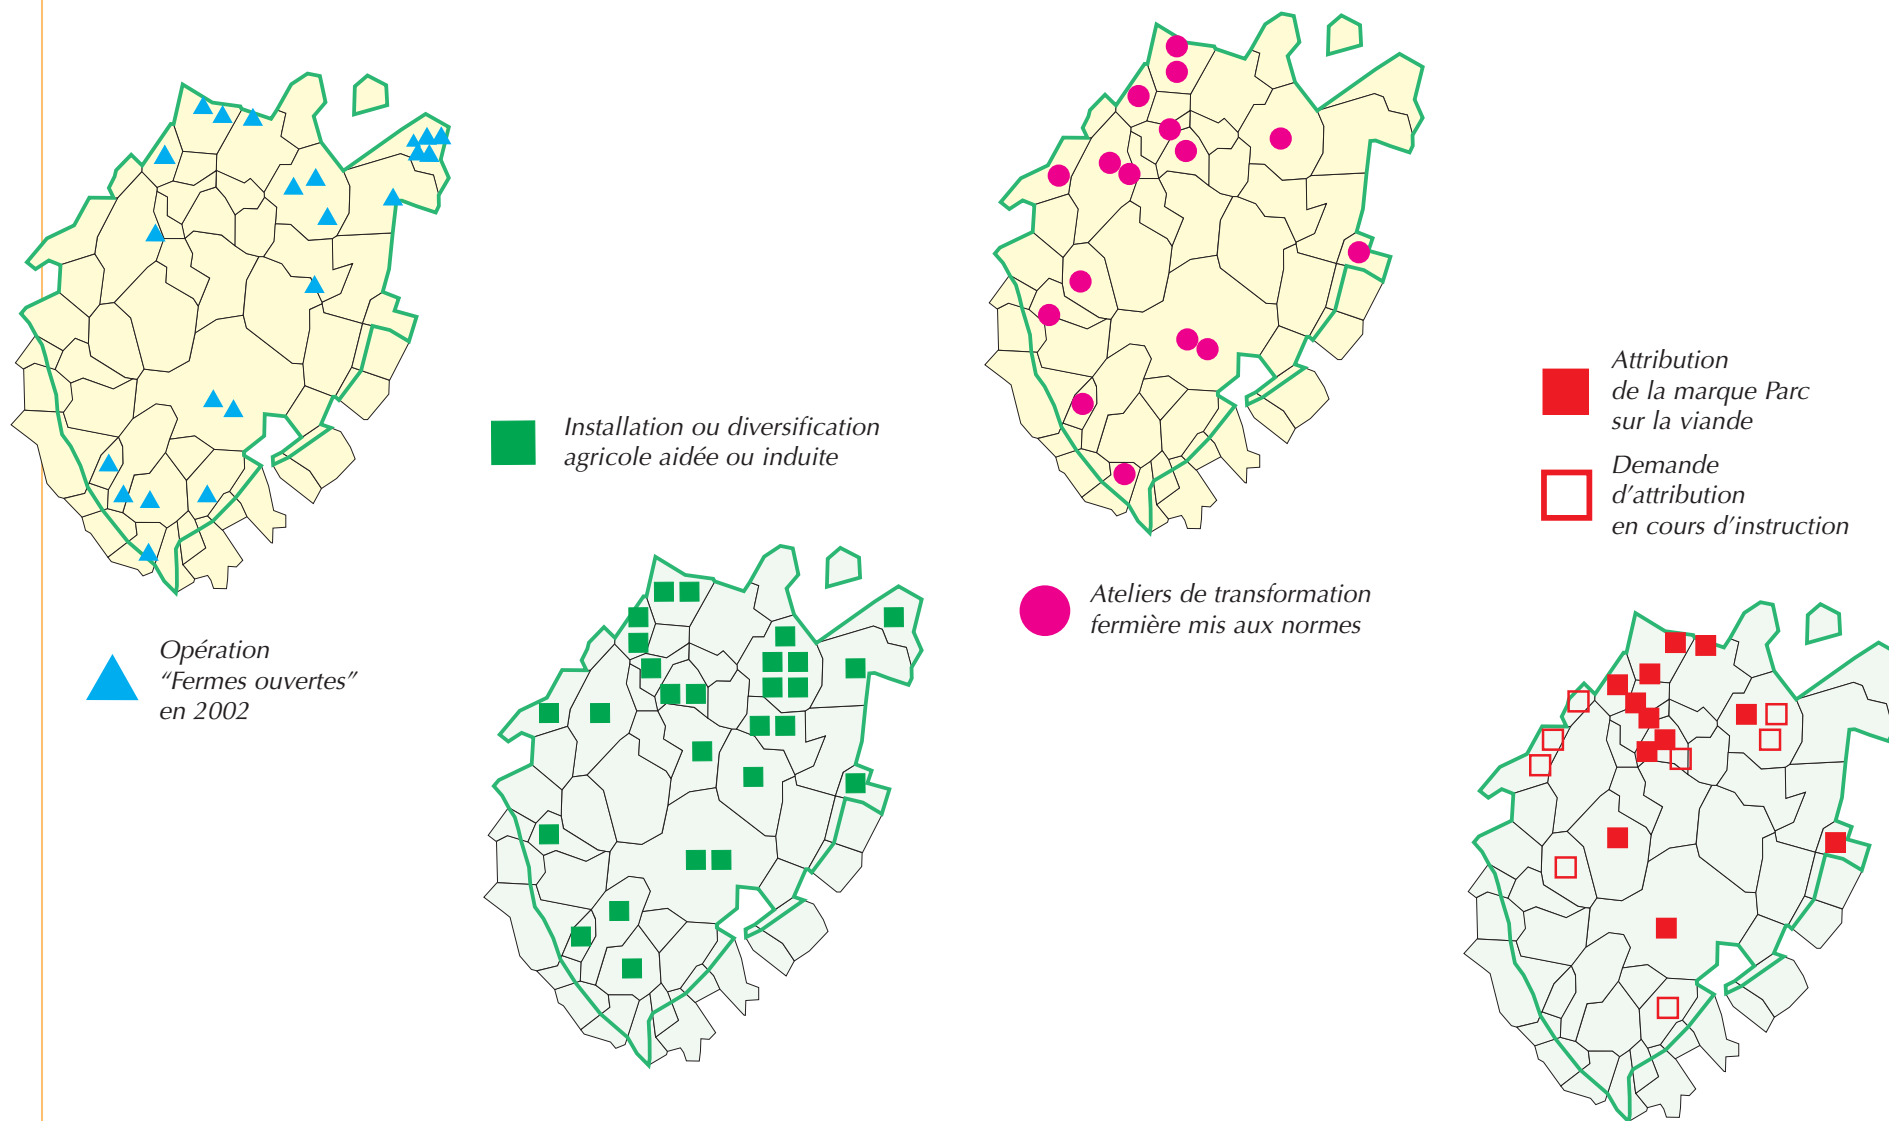 Opération
“Fermes ouvertes”
en 2002
Installation ou diversification
agricole aidée ou induite
Ateliers de transformation
fermière mis aux normes
Attribution
de la marque Parc
sur la viande
Demande
d’attribution
en cours d’instruction